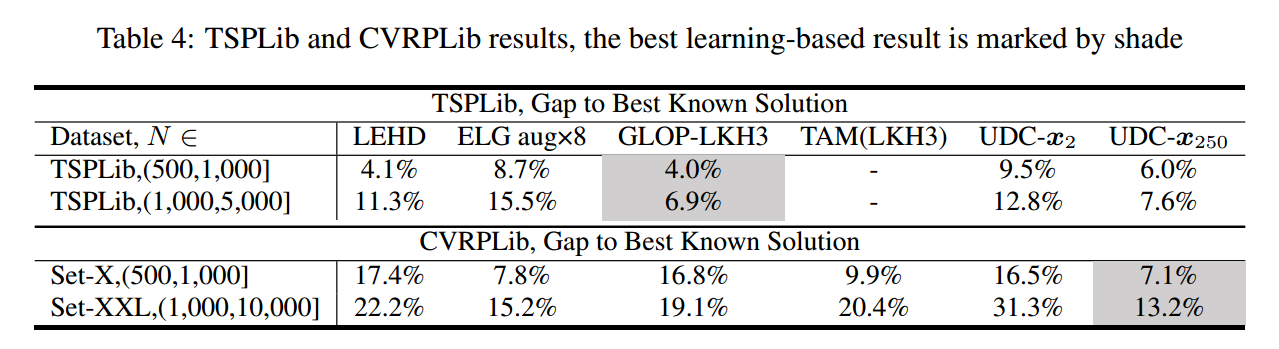 Table 4: TSPLib and CVRPLib results, the best learning-based result is marked by shade
TSPLib, Gap to Best Known Solution
Dataset, N ∈ LEHD ELG aug×8 GLOP-LKH3 TAM(LKH3) UDC-x₂ UDC-x₂₅₀
TSPLib,(500,1,000] 4.1% 8.7% 4.0% - 9.5% 6.0%
TSPLib,(1,000,5,000] 11.3% 15.5% 6.9% - 12.8% 7.6%
CVRPLib, Gap to Best Known Solution
Set-X,(500,1,000] 17.4% 7.8% 16.8% 9.9% 16.5% 7.1%
Set-XXL,(1,000,10,000] 22.2% 15.2% 19.1% 20.4% 31.3% 13.2%